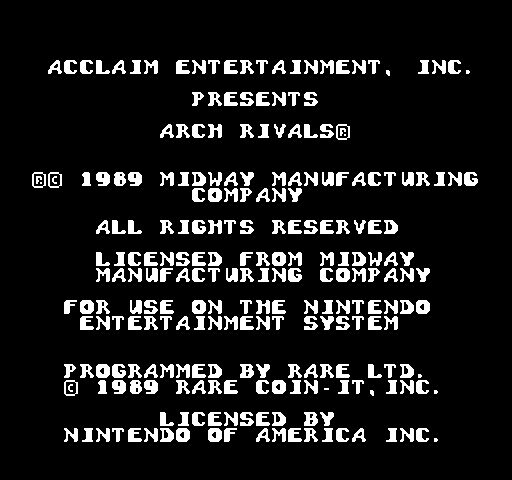 ACCLAIM ENTERTAINMENT, INC.
PRESENTS
ARCH RIVALS®
®© 1989 MIDWAY MANUFACTURING
COMPANY
ALL RIGHTS RESERVED
LICENSED FROM MIDWAY
MANUFACTURING COMPANY
FOR USE ON THE NINTENDO
ENTERTAINMENT SYSTEM
PROGRAMMED BY RARE LTD.
© 1989 RARE COIN-IT,INC.
LICENSED BY
NINTENDO OF AMERICA INC.